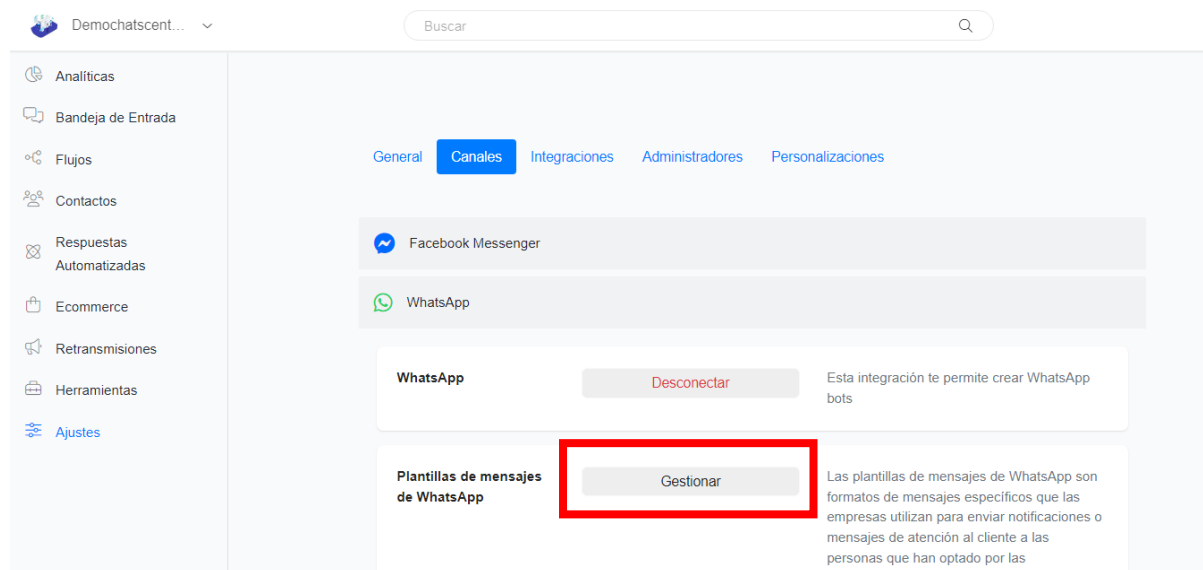 Demochatscent...
Buscar
Analíticas
Bandeja de Entrada
Flujos
Contactos
Respuestas
Automatizadas
Ecommerce
Retransmisiones
Herramientas
Ajustes
General
Canales
Integraciones
Administradores
Personalizaciones
Facebook Messenger
WhatsApp
WhatsApp
Desconectar
Esta integración te permite crear WhatsApp
bots
Plantillas de mensajes
de WhatsApp
Gestionar
Las plantillas de mensajes de WhatsApp son
formatos de mensajes específicos que las
empresas utilizan para enviar notificaciones o
mensajes de atención al cliente a las
personas que han optado por las